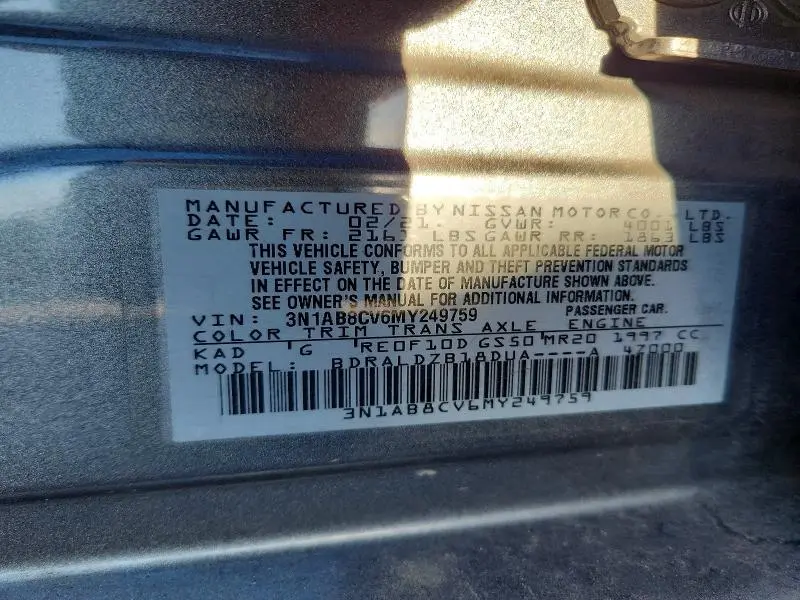 MANUFACTURED BY NISSAN MOTOR CO., LTD.
DATE: 02/21 GVWR: 4001 LBS
GAWR FR: 2163 LBS GAWR RR: 1863 LBS
THIS VEHICLE CONFORMS TO ALL APPLICABLE FEDERAL MOTOR
VEHICLE SAFETY, BUMPER AND THEFT PREVENTION STANDARDS
IN EFFECT ON THE DATE OF MANUFACTURE SHOWN ABOVE.
SEE OWNER'S MANUAL FOR ADDITIONAL INFORMATION.
VIN: 3N1AB8CV6MY249759 PASSENGER CAR.
COLOR TRIM TRANS AXLE ENGINE
KAD G RE0F10D GS50 MR20 1997 CC
MODEL: BDRALDZB18DUA----A 47000
3N1AB8CV6MY249759